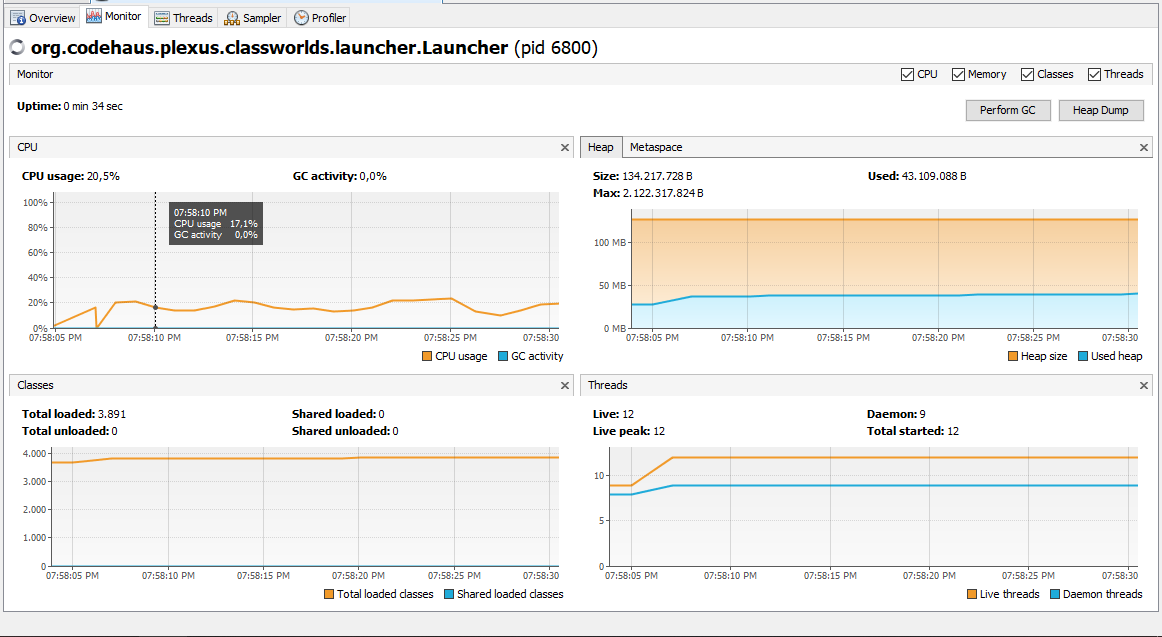 Overview Monitor Threads Sampler Profiler
org.codehaus.plexus.classworlds.launcher.Launcher (pid 6800)
Monitor
CPU Memory Classes Threads
Uptime: 0 min 34 sec
Perform GC Heap Dump
CPU
CPU usage: 20,5% GC activity: 0,0%
100%
80%
60%
40%
20%
0%
07:58:10 PM
CPU usage 17,1%
GC activity 0,0%
07:58:05 PM 07:58:10 PM 07:58:15 PM 07:58:20 PM 07:58:25 PM 07:58:30
CPU usage GC activity
Heap Metaspace
Size: 134.217.728 B Used: 43.109.088 B
Max: 2.122.317.824 B
100 MB
50 MB
0 MB
07:58:05 PM 07:58:10 PM 07:58:15 PM 07:58:20 PM 07:58:25 PM 07:58:30
Heap size Used heap
Classes
Total loaded: 3.891 Shared loaded: 0
Total unloaded: 0 Shared unloaded: 0
4.000
3.000
2.000
1.000
0
07:58:05 PM 07:58:10 PM 07:58:15 PM 07:58:20 PM 07:58:25 PM 07:58:30
Total loaded classes Shared loaded classes
Threads
Live: 12 Daemon: 9
Live peak: 12 Total started: 12
10
5
0
07:58:05 PM 07:58:10 PM 07:58:15 PM 07:58:20 PM 07:58:25 PM 07:58:30
Live threads Daemon threads